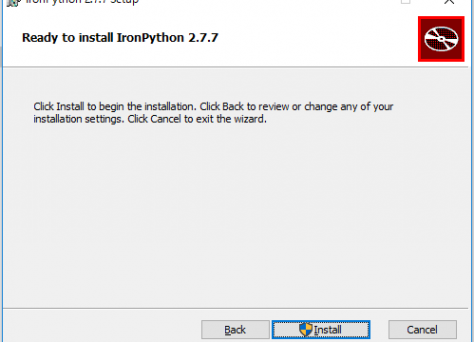 IronPython 2.7.7 Setup
Ready to install IronPython 2.7.7
Click Install to begin the installation. Click Back to review or change any of your
installation settings. Click Cancel to exit the wizard.
Back
Install
Cancel